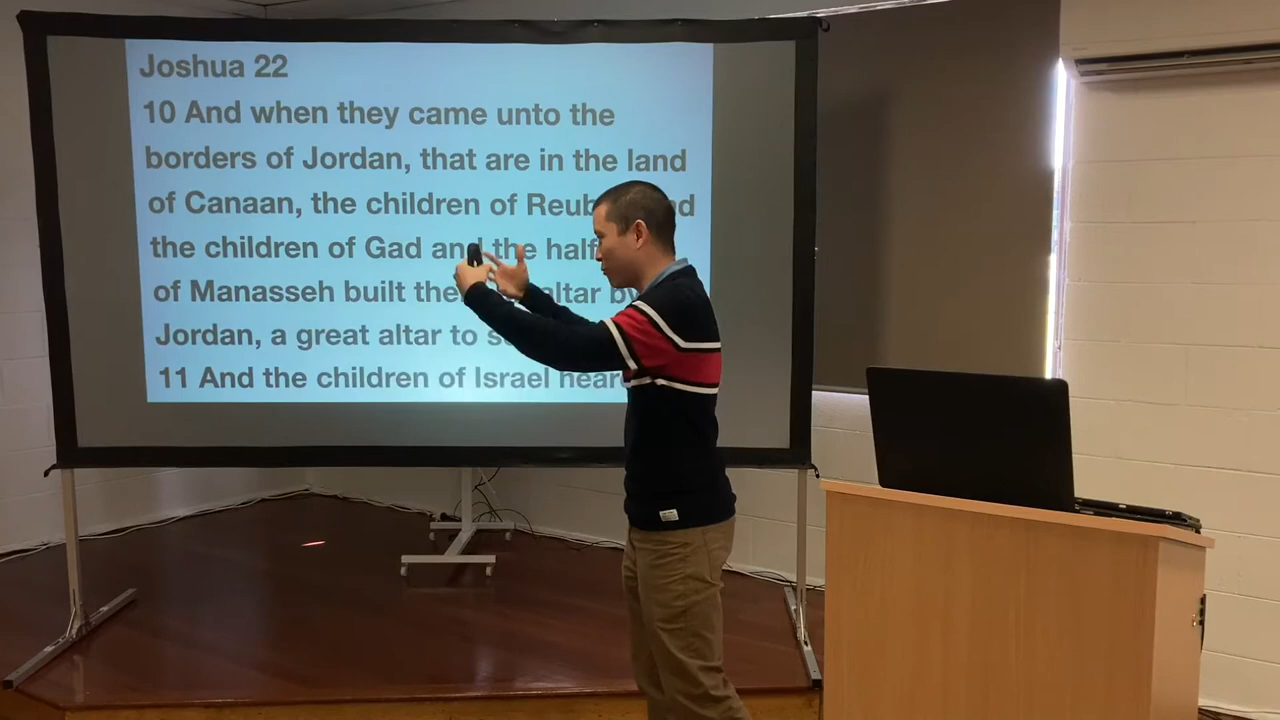 Joshua 22
10 And when they came unto the
borders of Jordan, that are in the land
of Canaan, the children of Reub
the children of Gad and the half
of Manasseh built altar by
Jordan, a great altar to
11 And the children of Israel heard